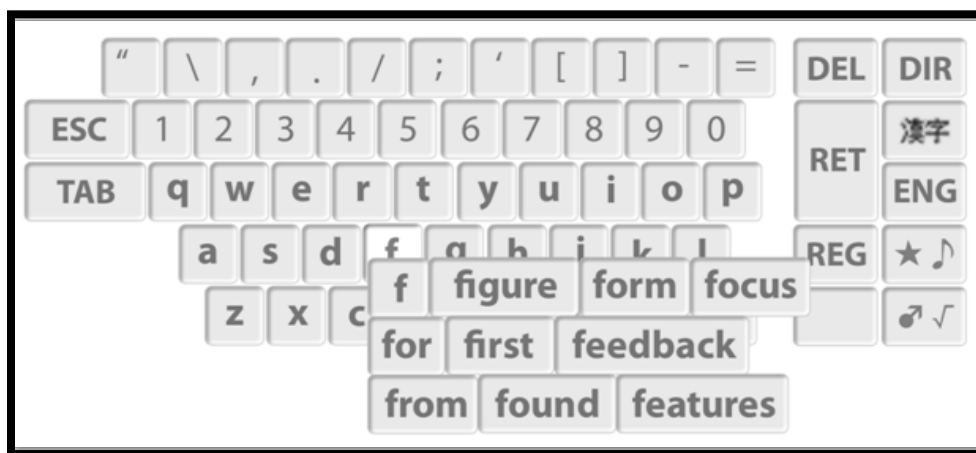 “ \ , . / ; ‘ [ ] - = DEL DIR
ESC 1 2 3 4 5 6 7 8 9 0 漢字
RET
TAB q w e r t y u i o p ENG
a s d f g h j k l REG ★ ♪
f figure form focus
z x c ♂ √
for first feedback
from found features